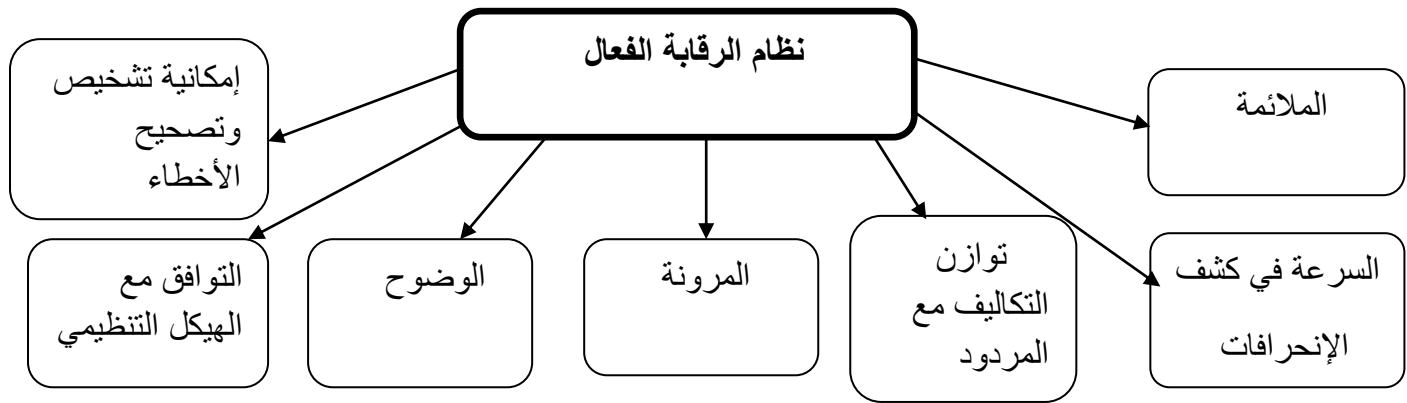 نظام الرقابة الفعال
الملائمة
إمكانية تشخيص
وتصحيح
الأخطاء
السرعة في كشف
الإنحرافات
توازن
التكاليف مع
المردود
المرونة
الوضوح
التوافق مع
الهيكل التنظيمي